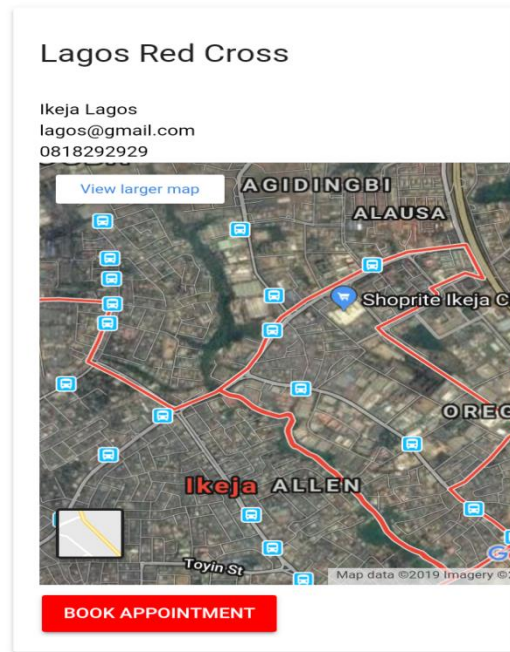 Lagos Red Cross
Ikeja Lagos
lagos@gmail.com
0818292929
View larger map
AGIDINGBI
ALAUSA
Shoprite Ikeja C
OREG
Ikeja ALLEN
Toyin St
G
Map data ©2019 Imagery ©2
BOOK APPOINTMENT